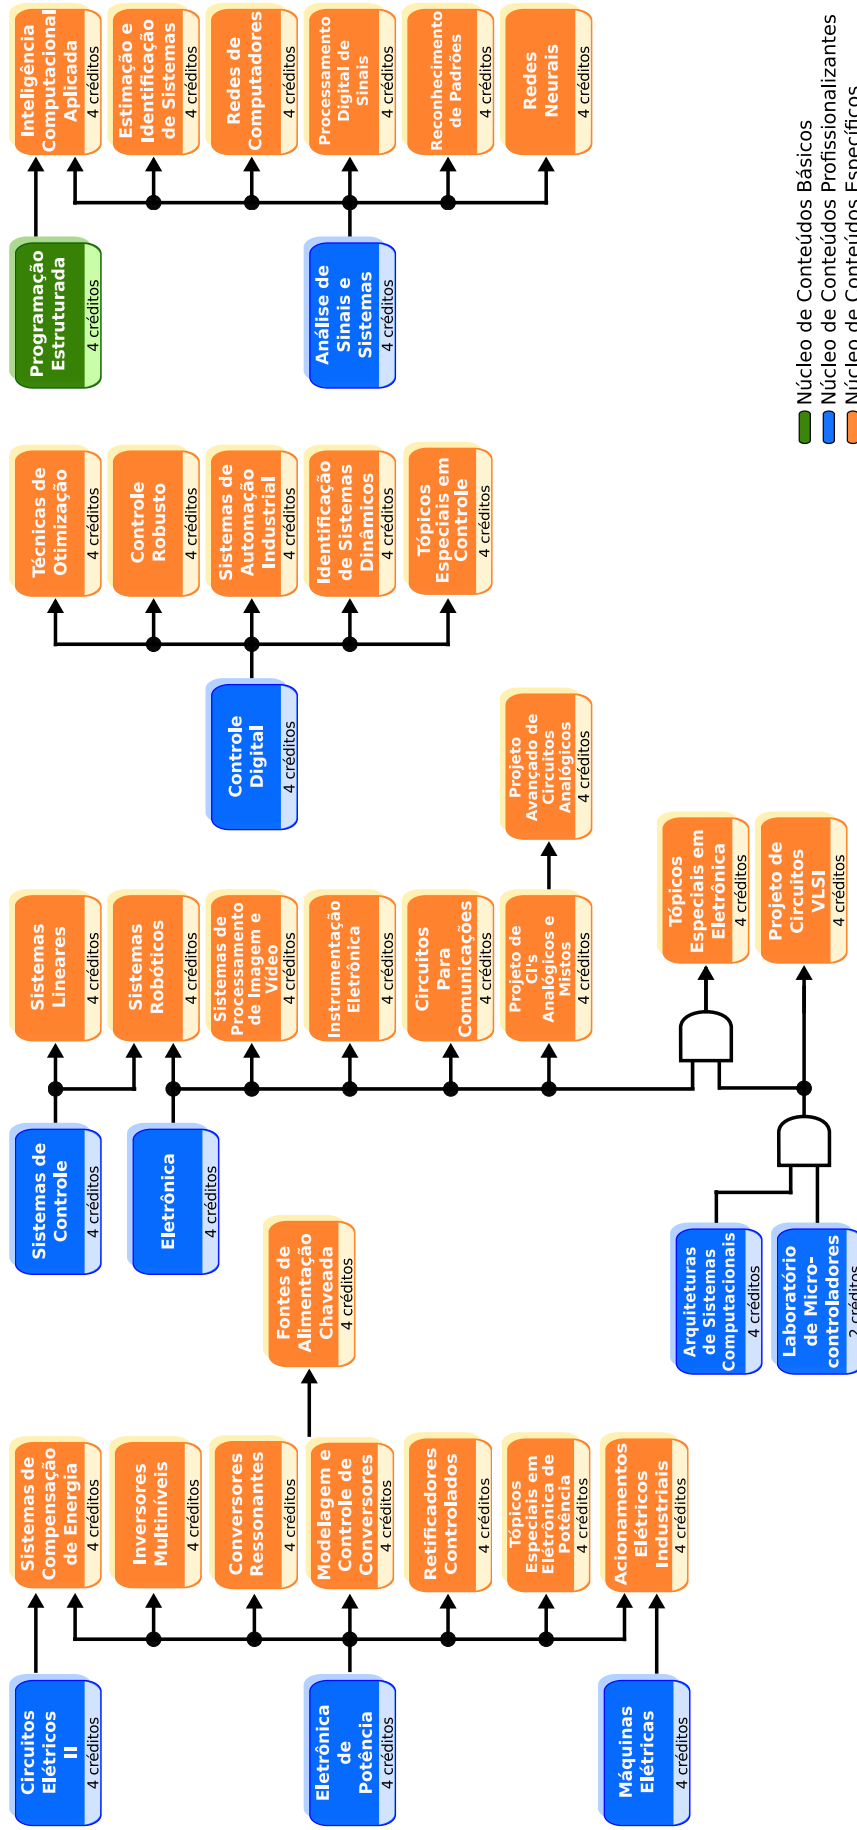 Circuitos
Elétricos
II
4 créditos
Eletrônica
de
Potência
4 créditos
Máquinas
Elétricas
4 créditos
Sistemas de
Compensação
de Energia
4 créditos
Inversores
Multiníveis
4 créditos
Conversores
Ressonantes
4 créditos
Modelagem e
Controle de
Conversores
4 créditos
Retificadores
Controlados
4 créditos
Tópicos
Especiais em
Eletrônica de
Potência
4 créditos
Acionamentos
Elétricos
Industriais
4 créditos
Fontes de
Alimentação
Chaveada
4 créditos
Sistemas de
Controle
4 créditos
Eletrônica
4 créditos
Arquiteturas
de Sistemas
Computacionais
4 créditos
Laboratório
de Micro-
controladores
2 créditos
Sistemas
Lineares
4 créditos
Sistemas
Robóticos
4 créditos
Sistemas de
Processamento
de Imagem e
Vídeo
4 créditos
Instrumentação
Eletrônica
4 créditos
Circuitos
Para
Comunicações
4 créditos
Projeto de
CI's
Analógicos e
Mistos
4 créditos
Tópicos
Especiais em
Eletrônica
4 créditos
Projeto de
Circuitos
VLSI
4 créditos
Projeto
Avançado de
Circuitos
Analógicos
4 créditos
Controle
Digital
4 créditos
Técnicas de
Otimização
4 créditos
Controle
Robusto
4 créditos
Sistemas de
Automação
Industrial
4 créditos
Identificação
de Sistemas
Dinâmicos
4 créditos
Tópicos
Especiais em
Controle
4 créditos
Programação
Estruturada
4 créditos
Análise de
Sinais e
Sistemas
4 créditos
Inteligência
Computacional
Aplicada
4 créditos
Estimação e
Identificação
de Sistemas
4 créditos
Redes de
Computadores
4 créditos
Processamento
Digital de
Sinais
4 créditos
Reconhecimento
de Padrões
4 créditos
Redes
Neurais
4 créditos
Núcleo de Conteúdos Básicos
Núcleo de Conteúdos Profissionalizantes
Núcleo de Conteúdos Específicos